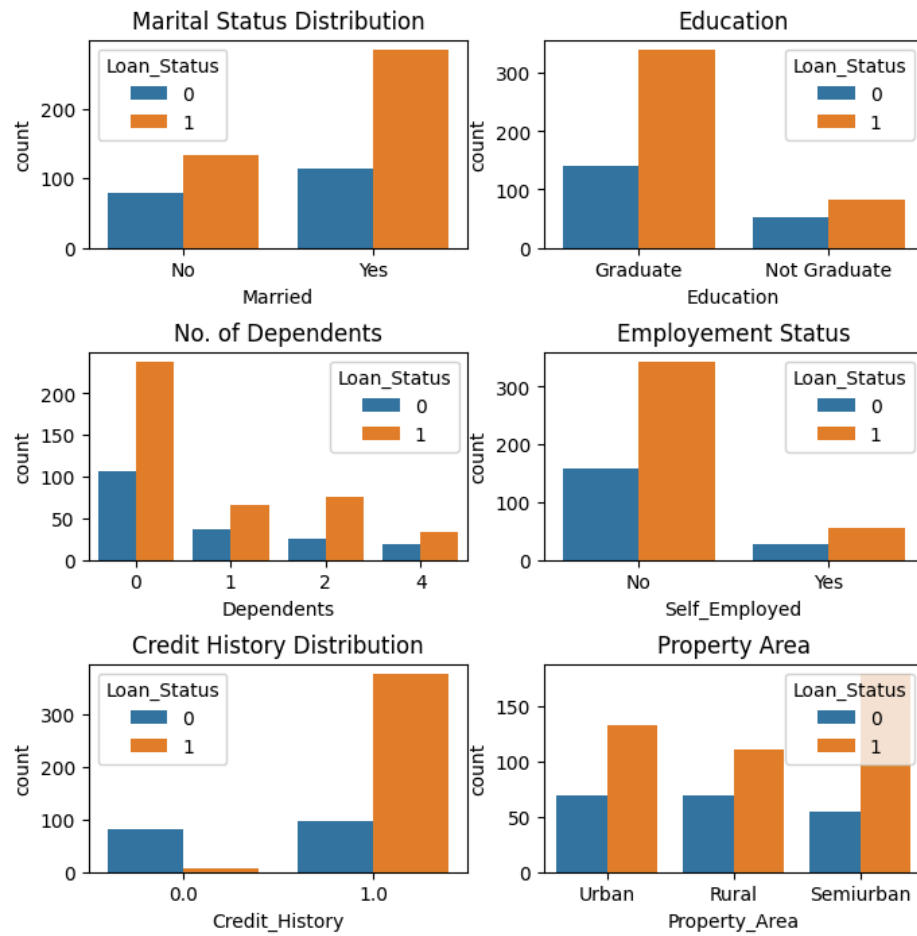 Marital Status Distribution
Loan_Status
0
1
200
100
0
count
No
Yes
Married
Education
Loan_Status
0
1
300
200
100
0
count
Graduate
Not Graduate
Education
No. of Dependents
Loan_Status
0
1
200
150
100
50
0
count
0
1
2
4
Dependents
Employement Status
Loan_Status
0
1
300
200
100
0
count
No
Yes
Self_Employed
Credit History Distribution
Loan_Status
0
1
300
200
100
0
count
0.0
1.0
Credit_History
Property Area
Loan_Status
0
1
150
100
50
0
count
Urban
Rural
Semiurban
Property_Area